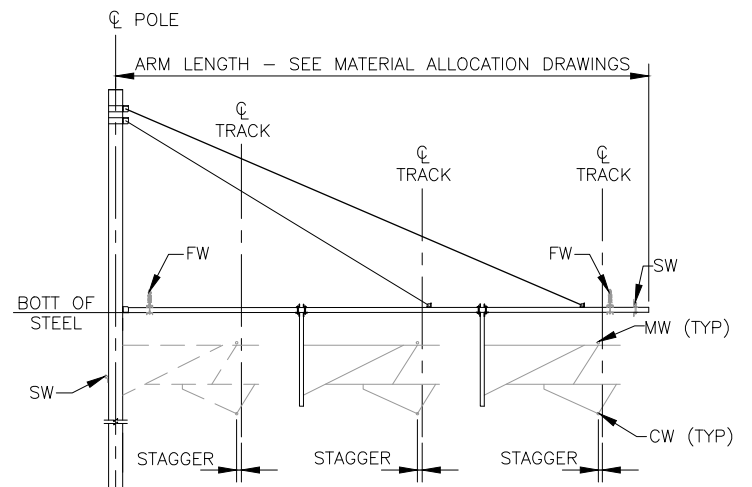 ℄ POLE
ARM LENGTH – SEE MATERIAL ALLOCATION DRAWINGS
℄
TRACK
℄
TRACK
℄
TRACK
FW
FW
SW
BOTT OF
STEEL
MW (TYP)
SW
CW (TYP)
STAGGER
STAGGER
STAGGER